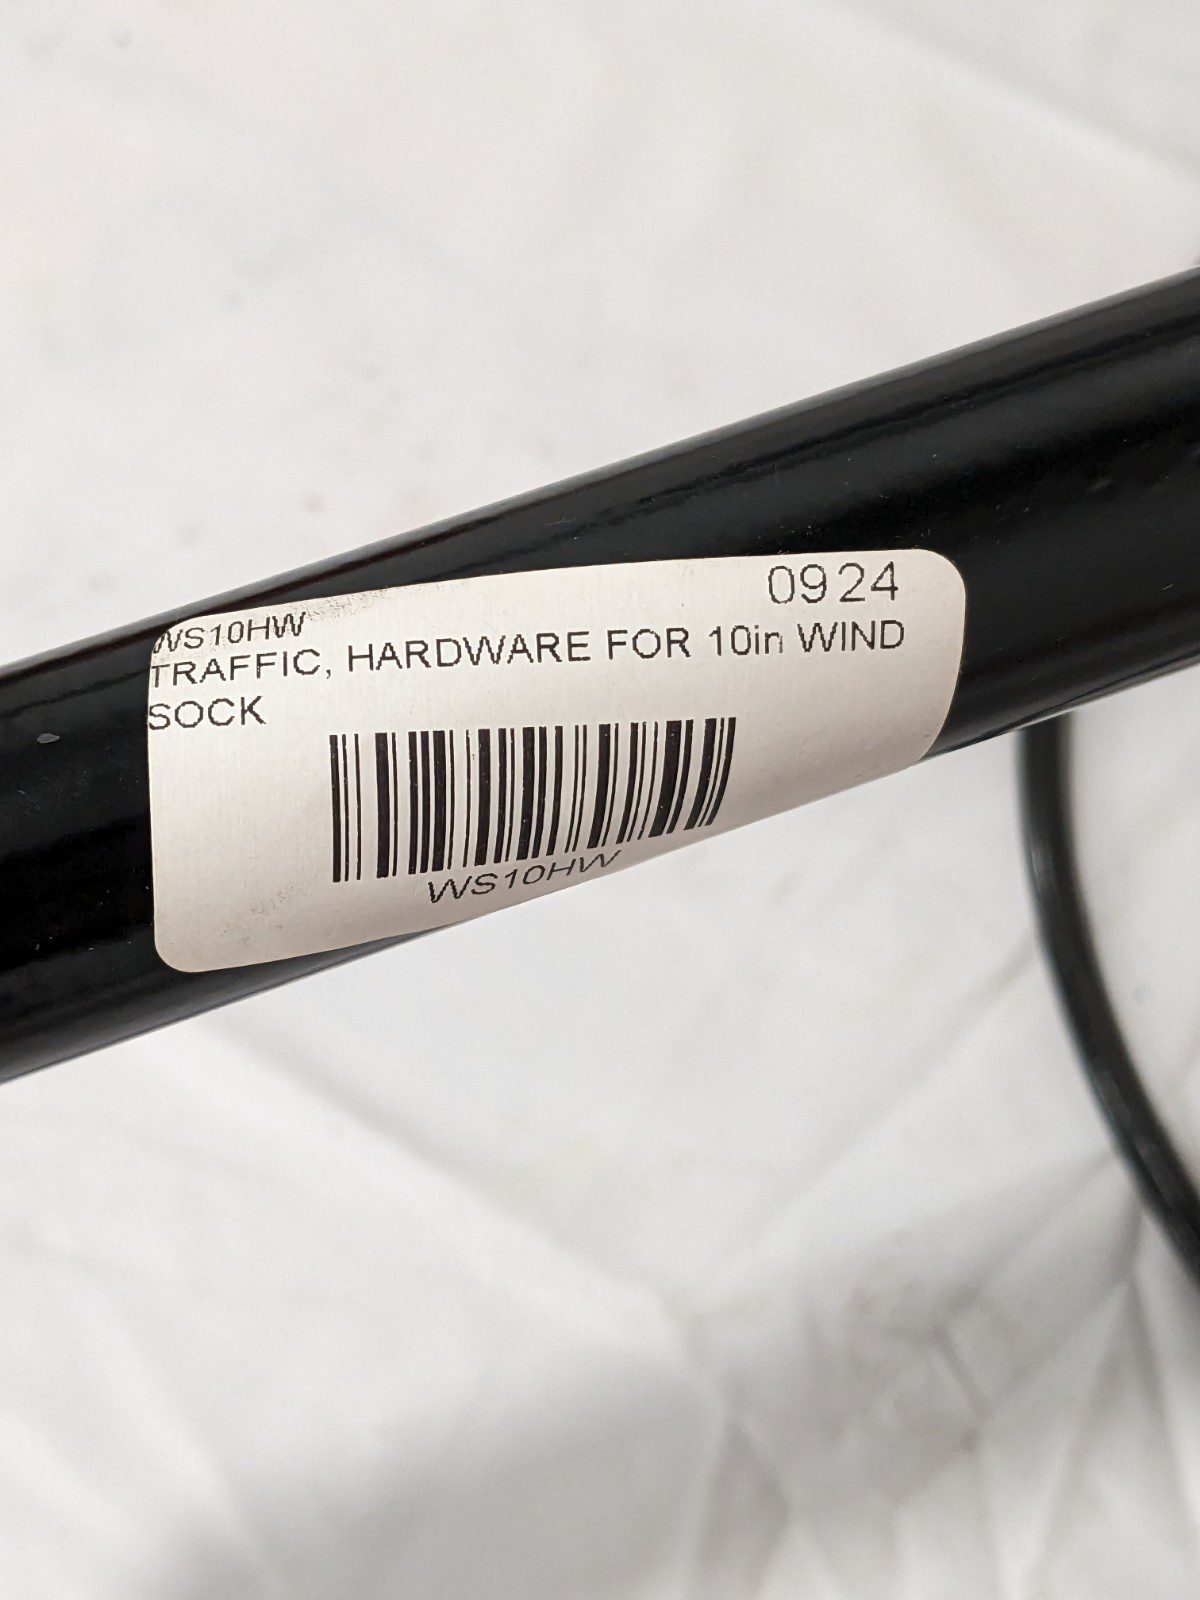 0924
WS10HW
TRAFFIC, HARDWARE FOR 10in WIND
SOCK
WS10HW